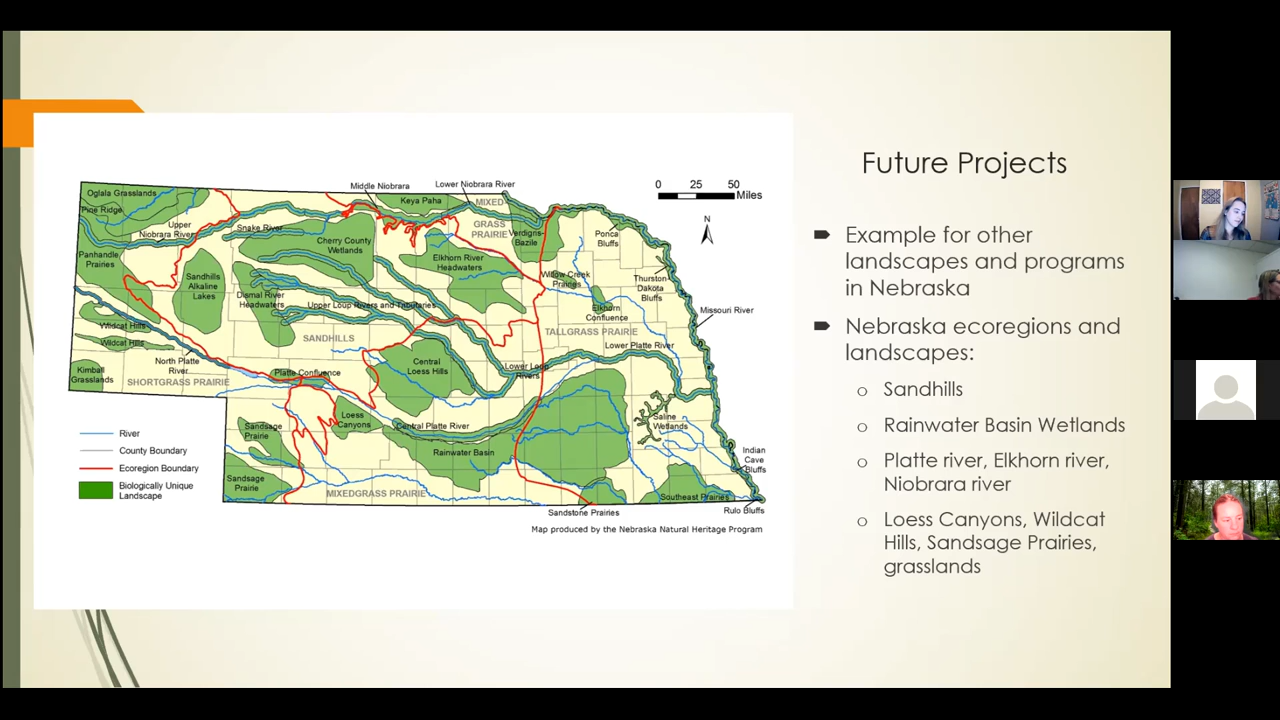 Future Projects
Example for other
landscapes and programs
in Nebraska
Nebraska ecoregions and
landscapes:
Sandhills
Rainwater Basin Wetlands
Platte river, Elkhorn river,
Niobrara river
Loess Canyons, Wildcat
Hills, Sandsage Prairies,
grasslands
Oglala Grasslands
Pine Ridge
Upper
Niobrara River
Snake River
Middle Niobrara
Lower Niobrara River
Keya Paha
MIXED
GRASS
PRAIRIE
Verdigris-
Bazile
Ponca
Bluffs
0 25 50
Miles
N
Panhandle
Prairies
Sandhills
Alkaline
Lakes
Cherry County
Wetlands
Elkhorn River
Headwaters
Willow Creek
Prairies
Thurston-
Dakota
Bluffs
Dismal River
Headwaters
Upper Loup Rivers and Tributaries
Elkhorn
Confluence
Missouri River
Wildcat Hills
Wildcat Hills
SANDHILLS
TALLGRASS PRAIRIE
Lower Platte River
North Platte
River
Kimball
Grasslands
SHORTGRASS PRAIRIE
Platte Confluence
Central
Loess Hills
Lower Loup
Rivers
Loess
Canyons
Sandsage
Prairie
Central Platte River
Saline
Wetlands
Rainwater Basin
Indian
Cave
Bluffs
Sandsage
Prairie
MIXEDGRASS PRAIRIE
Southeast Prairies
Sandstone Prairies
Rulo Bluffs
River
County Boundary
Ecoregion Boundary
Biologically Unique
Landscape
Map produced by the Nebraska Natural Heritage Program